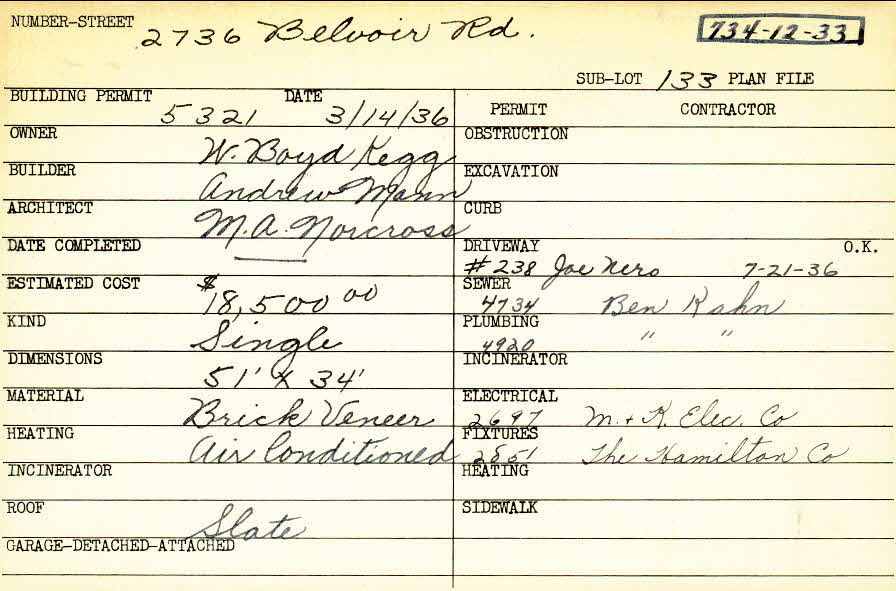 NUMBER-STREET 2736 Belvoir Rd. 734-12-33
SUB-LOT 133 PLAN FILE
BUILDING PERMIT 5321 DATE 3/14/36
OWNER W. Boyd Kegg
BUILDER Andrew Mann
ARCHITECT M.A. Norcross
DATE COMPLETED
ESTIMATED COST $18,500 00
KIND Single
DIMENSIONS 51' X 34'
MATERIAL Brick Veneer
HEATING Air Conditioned
INCINERATOR
ROOF Slate
GARAGE-DETACHED-ATTACHED
PERMIT CONTRACTOR
OBSTRUCTION
EXCAVATION
CURB
DRIVEWAY O.K.
#238 Joe Nero 7-21-36
SEWER
4734 Ben Kahn
PLUMBING " "
4920
INCINERATOR
ELECTRICAL
2697 M. & K. Elec. Co
FIXTURES
2851 The Hamilton Co
HEATING
SIDEWALK